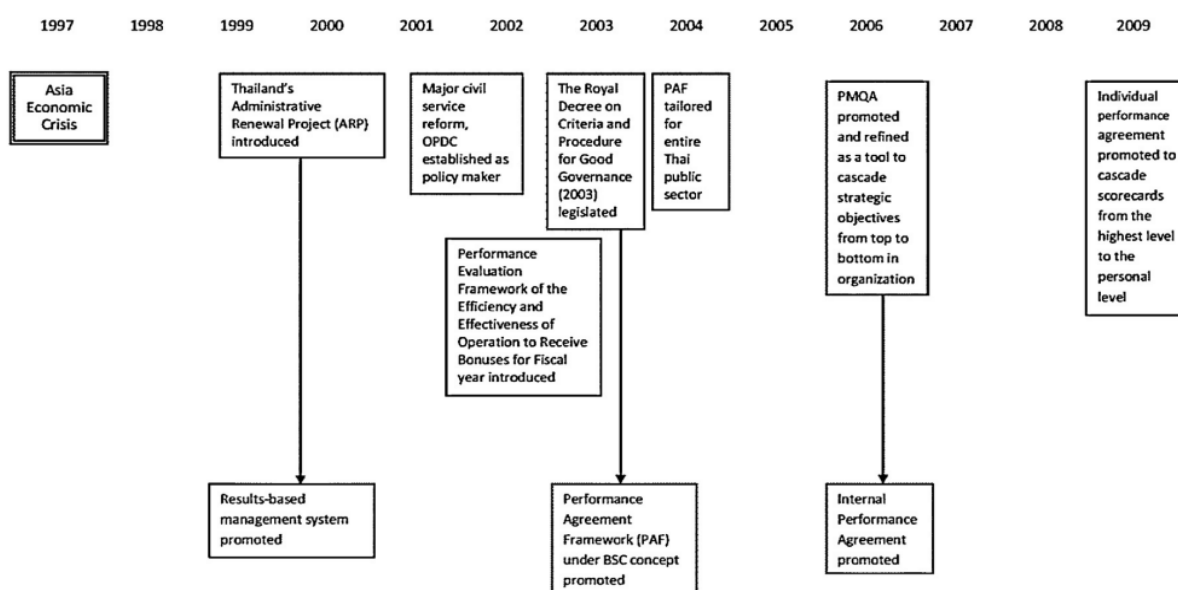 1997 1998 1999 2000 2001 2002 2003 2004 2005 2006 2007 2008 2009
Asia
Economic
Crisis
Thailand's
Administrative
Renewal Project (ARP)
introduced
Major civil
service
reform,
OPDC
established as
policy maker
The Royal
Decree on
Criteria and
Procedure
for Good
Governance
(2003)
legislated
PAF
tailored
for
entire
Thai
public
sector
PMQA
promoted
and refined
as a tool to
cascade
strategic
objectives
from top to
bottom in
organization
Individual
performance
agreement
promoted to
cascade
scorecards
from the
highest level
to the
personal
level
Performance
Evaluation
Framework of the
Efficiency and
Effectiveness of
Operation to Receive
Bonuses for Fiscal
year introduced
Results-based
management system
promoted
Performance
Agreement
Framework (PAF)
under BSC concept
promoted
Internal
Performance
Agreement
promoted